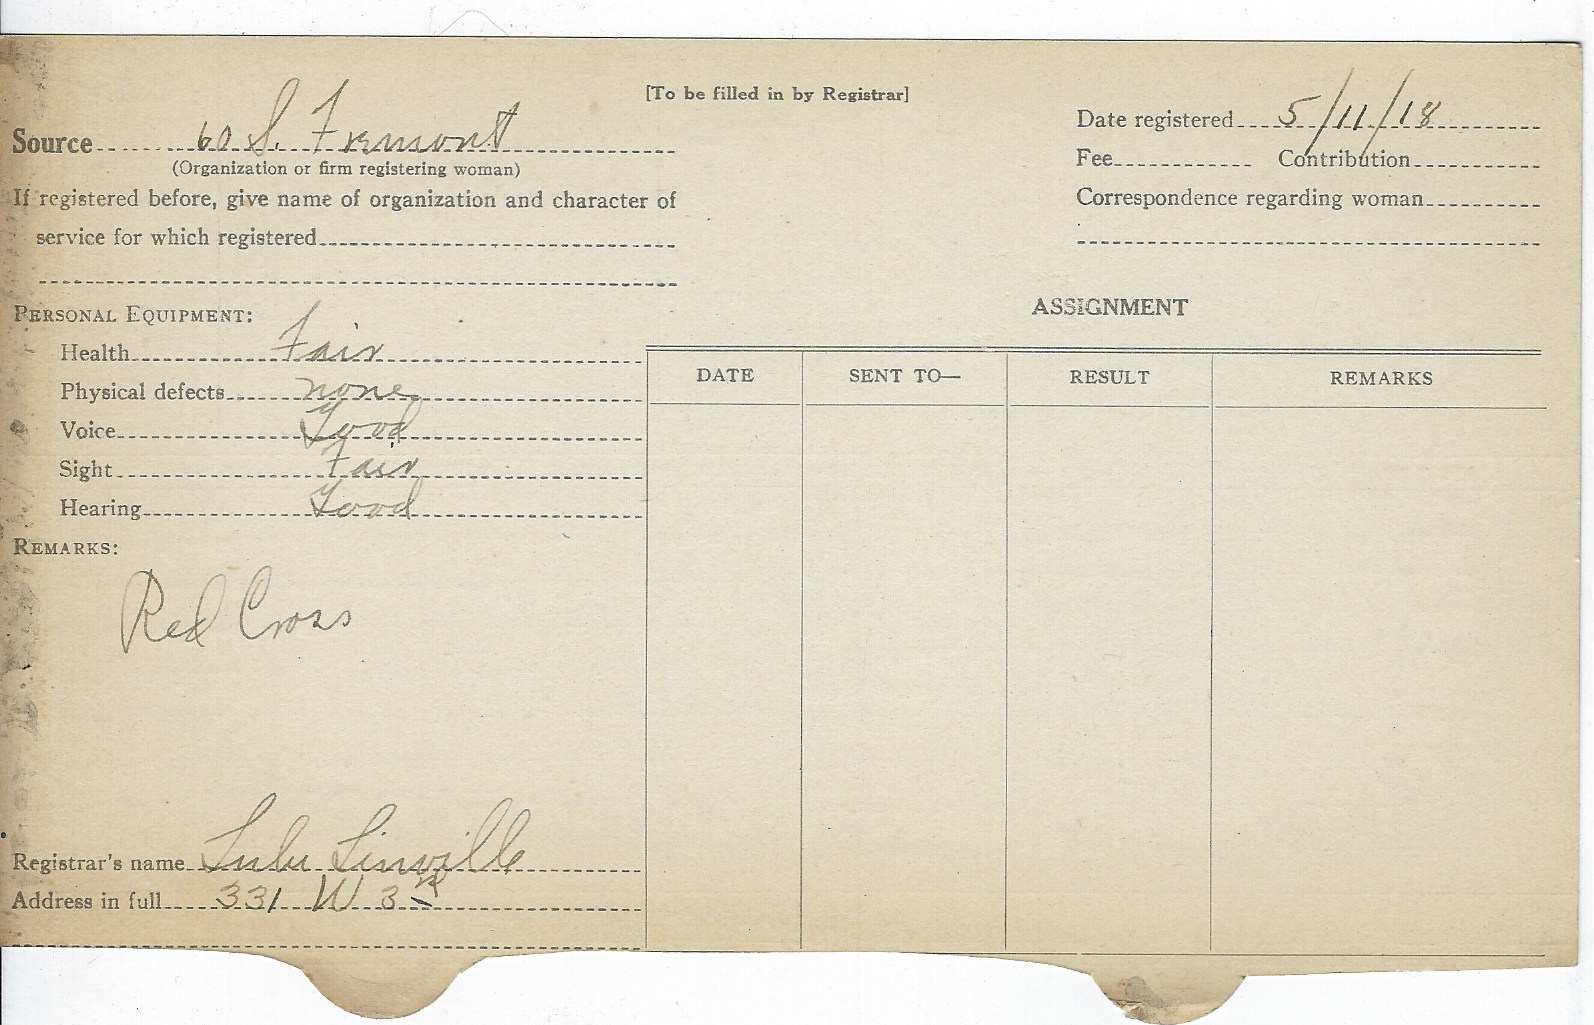 [To be filled in by Registrar]
Source 60 S. Fremont
(Organization or firm registering woman)
If registered before, give name of organization and character of
service for which registered
Date registered 5/11/18
Fee Contribution
Correspondence regarding woman
PERSONAL EQUIPMENT:
Health Fair
Physical defects none
Voice Good
Sight Fair
Hearing Good
REMARKS:
Red Cross
Registrar's name Lulu Linville
Address in full 331 W 3rd
ASSIGNMENT
DATE SENT TO— RESULT REMARKS